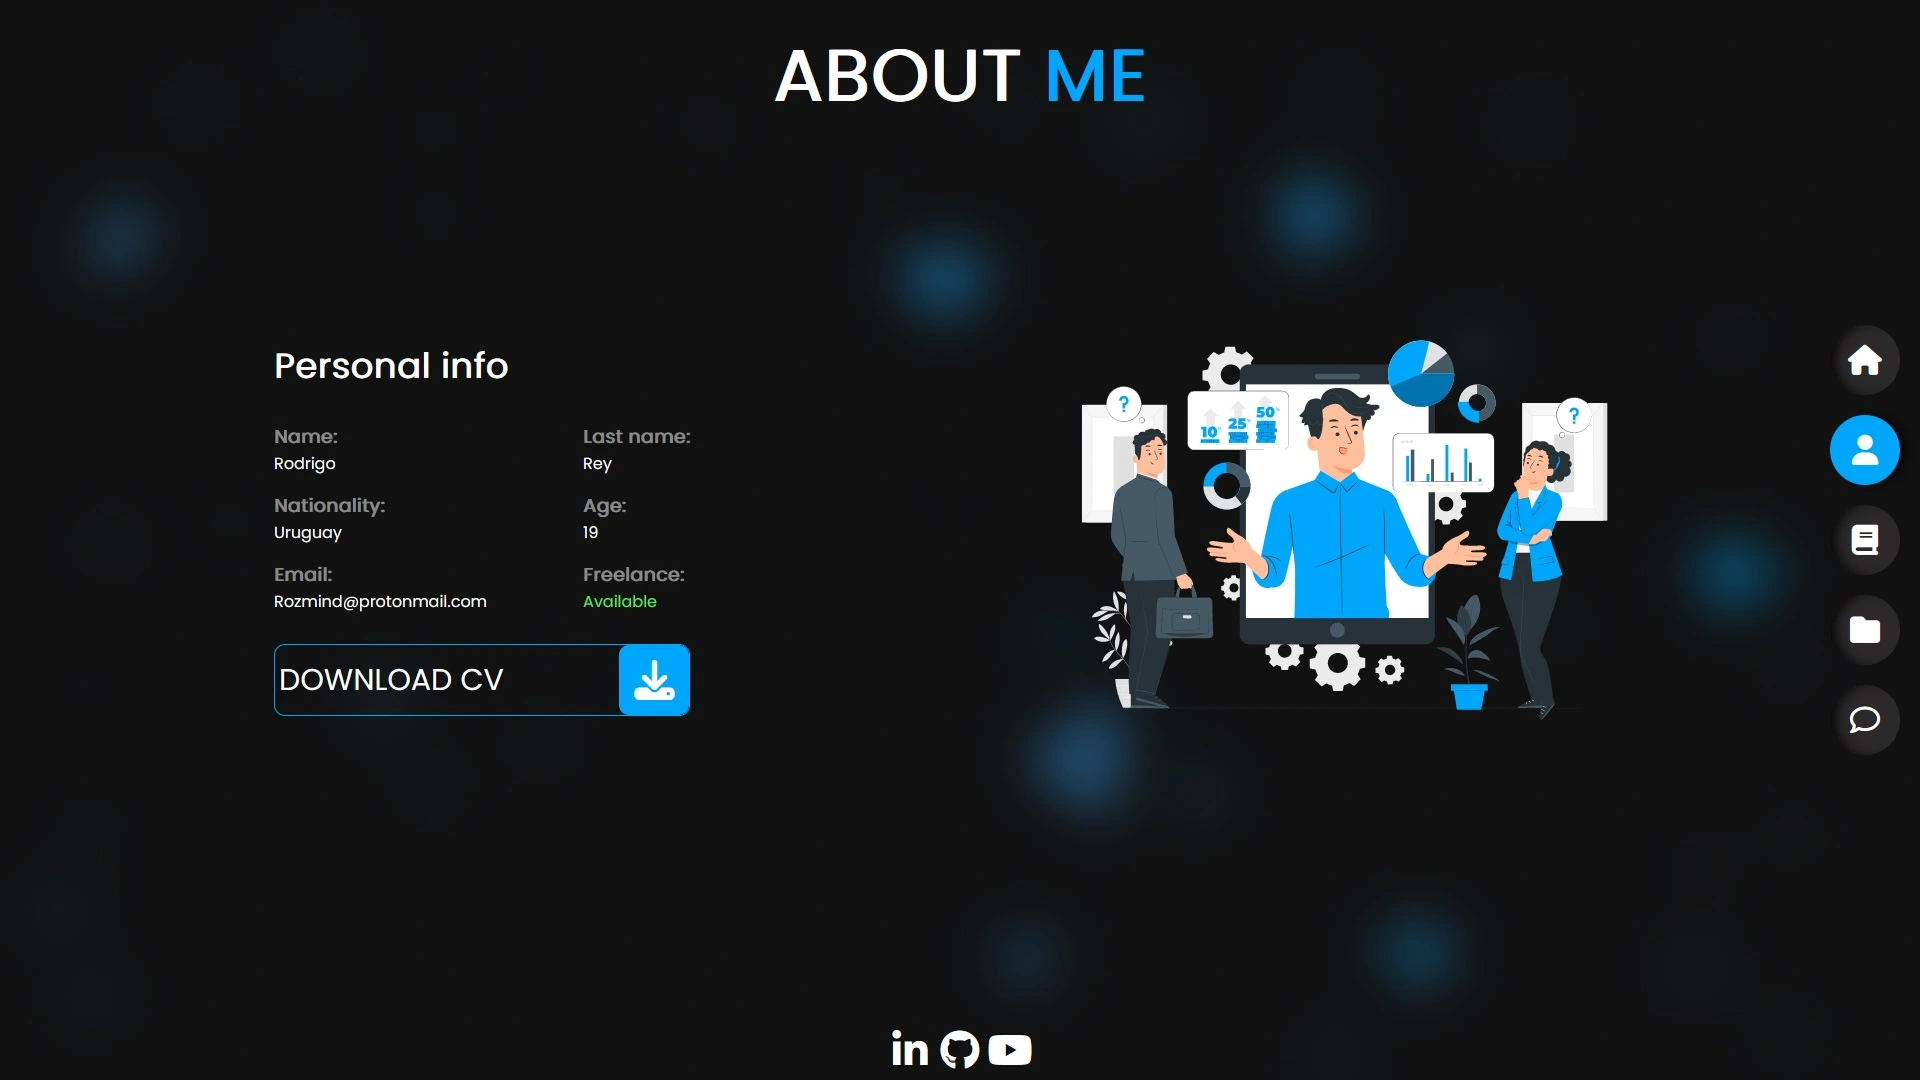 ABOUT ME
Personal info
Name:
Rodrigo
Last name:
Rey
Nationality:
Uruguay
Age:
19
Email:
Rozmind@protonmail.com
Freelance:
Available
DOWNLOAD CV
?
10%
25%
50%
?
in